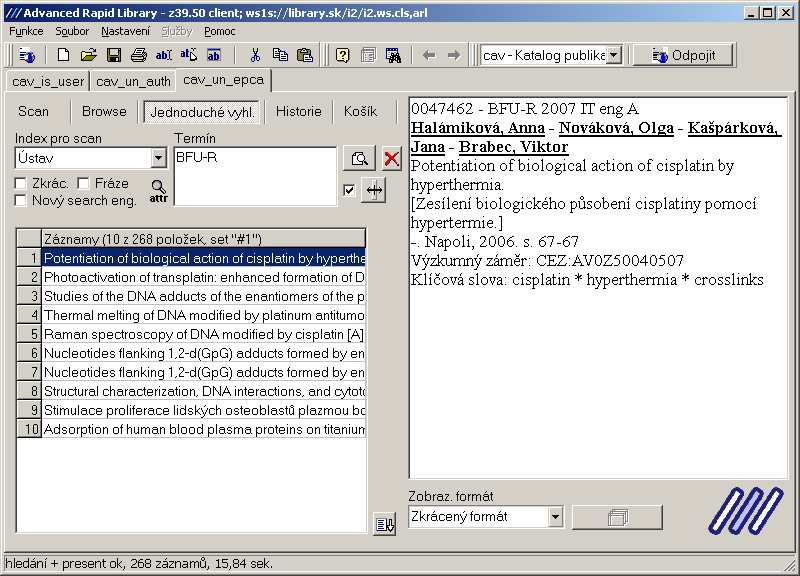 Advanced Rapid Library - z39.50 client; ws1s://library.sk/i2/i2.ws.cls,arl
Funkce Soubor Nastavení Služby Pomoc
ab ab ab cav - Katalog publika Odpojit
cav_is_user cav_un_auth cav_un_epca
Scan Browse Jednoduché vyhl. Historie Košík
Index pro scan Termín
Ústav BFU-R
Zkrác. Fráze
Nový search eng. attr
Záznamy (10 z 268 položek, set "#1")
1 Potentiation of biological action of cisplatin by hyperthe
2 Photoactivation of transplatin: enhanced formation of D
3 Studies of the DNA adducts of the enantiomers of the p
4 Thermal melting of DNA modified by platinum antitumo
5 Raman spectroscopy of DNA modified by cisplatin [A]
6 Nucleotides flanking 1,2-d(GpG) adducts formed by en
7 Nucleotides flanking 1,2-d(GpG) adducts formed by en
8 Structural characterization, DNA interactions, and cytoto
9 Stimulace proliferace lidských osteoblastů plazmou bo
10 Adsorption of human blood plasma proteins on titanium
0047462 - BFU-R 2007 IT eng A
Halámiková, Anna - Nováková, Olga - Kašpárková,
Jana - Brabec, Viktor
Potentiation of biological action of cisplatin by
hyperthermia.
[Zesílení biologického působení cisplatiny pomocí
hypertermie.]
-. Napoli, 2006. s. 67-67
Výzkumný záměr: CEZ:AV0Z50040507
Klíčová slova: cisplatin * hyperthermia * crosslinks
Zobraz. formát
Zkrácený formát
hledání + present ok, 268 záznamů, 15,84 sek.